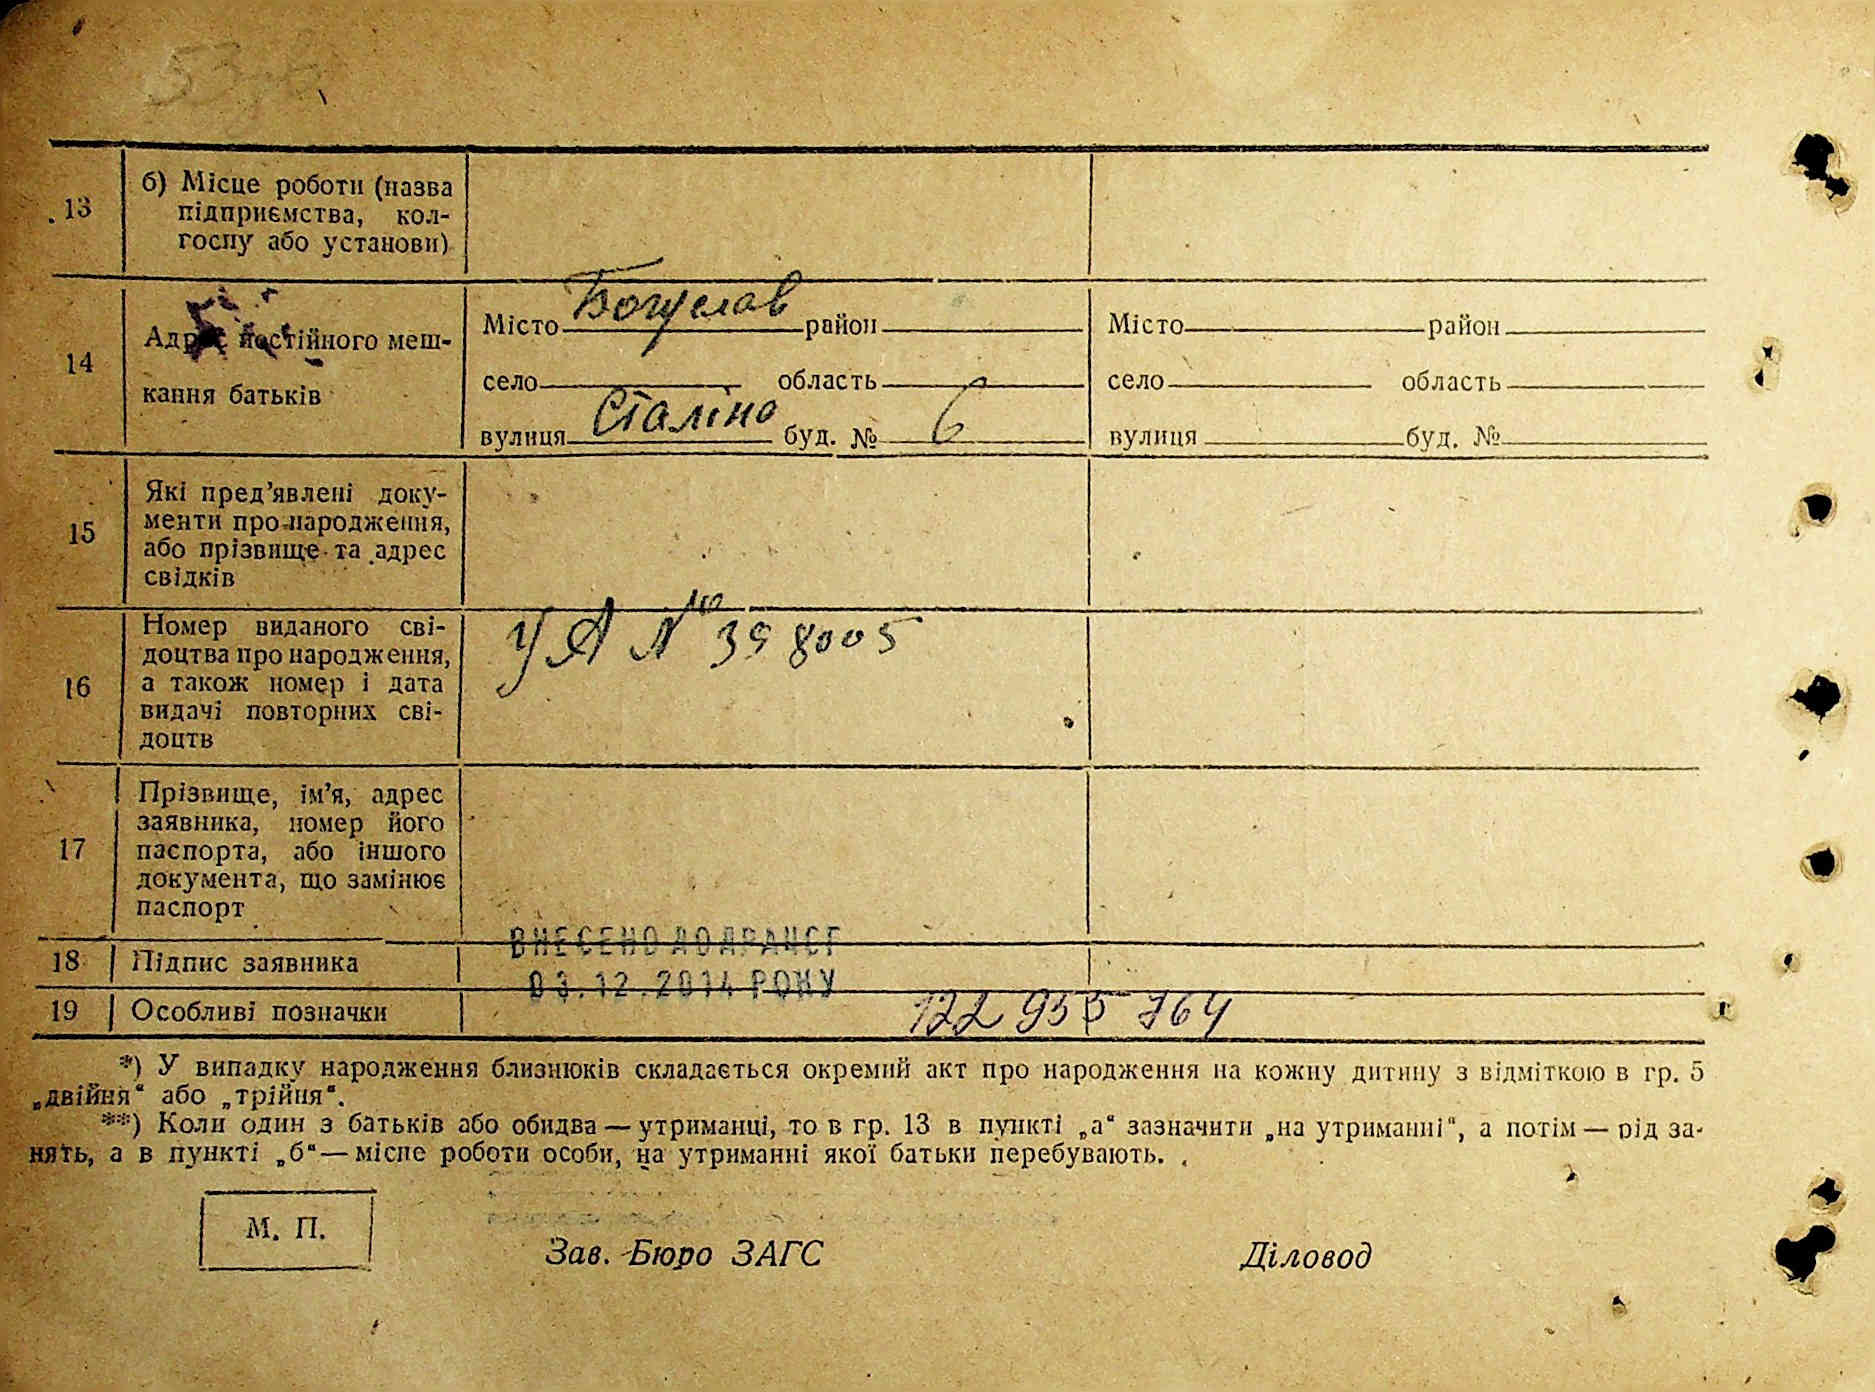 13
б) Місце роботи (назва
підприємства, кол-
госпу або установи)
14
Адрес постійного меш-
кання батьків
Місто Богуслав район
село область
вулиця Сталіна буд. № 6
Місто район
село область
вулиця буд. №
15
Які пред’явлені доку-
менти про народження,
або прізвище та адрес
свідків
16
Номер виданого сві-
доцтва про народження,
а також номер і дата
видачі повторних сві-
доцтв
УА № 398005
17
Прізвище, ім’я, адрес
заявника, номер його
паспорта, або іншого
документа, що замінює
паспорт
18 Підпис заявника
ВНЕСЕНО ДО ДРАЦСГ
03.12.2014 РОКУ
19 Особливі позначки
122 955 764
*) У випадку народження близнюків складається окремий акт про народження на кожну дитину з відміткою в гр. 5
„двійня“ або „трійня“.
**) Коли один з батьків або обидва — утриманці, то в гр. 13 в пункті „а“ зазначити „на утриманні“, а потім — рід за-
нять, а в пункті „б“ — місце роботи особи, на утриманні якої батьки перебувають.
М. П.
Зав. Бюро ЗАГС
Діловод